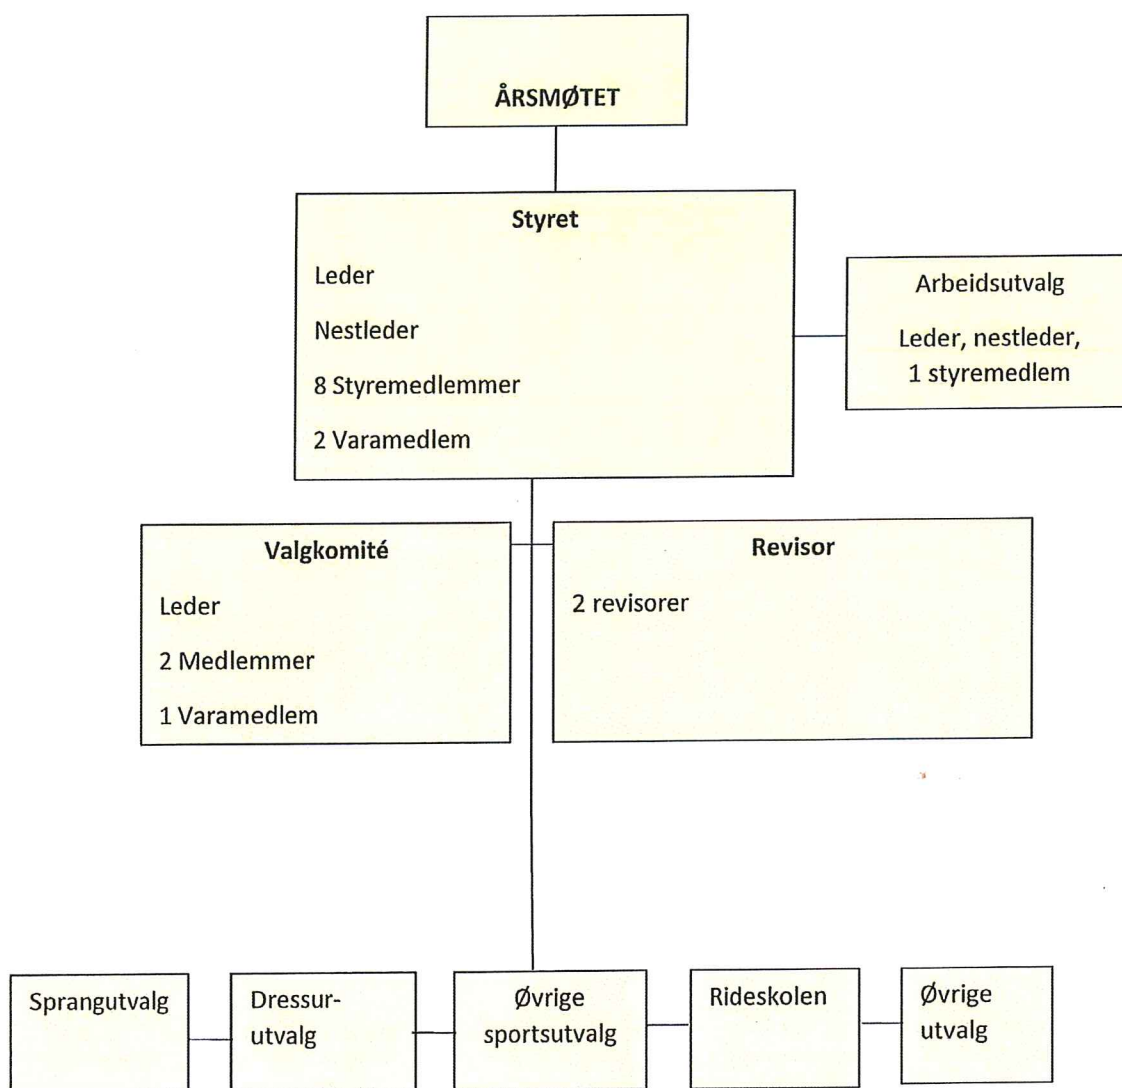 ÅRSMØTET
Styret
Leder
Nestleder
8 Styremedlemmer
2 Varamedlem
Arbeidsutvalg
Leder, nestleder,
1 styremedlem
Valgkomité
Leder
2 Medlemmer
1 Varamedlem
Revisor
2 revisorer
Sprangutvalg
Dressur-
utvalg
Øvrige
sportsutvalg
Rideskolen
Øvrige
utvalg